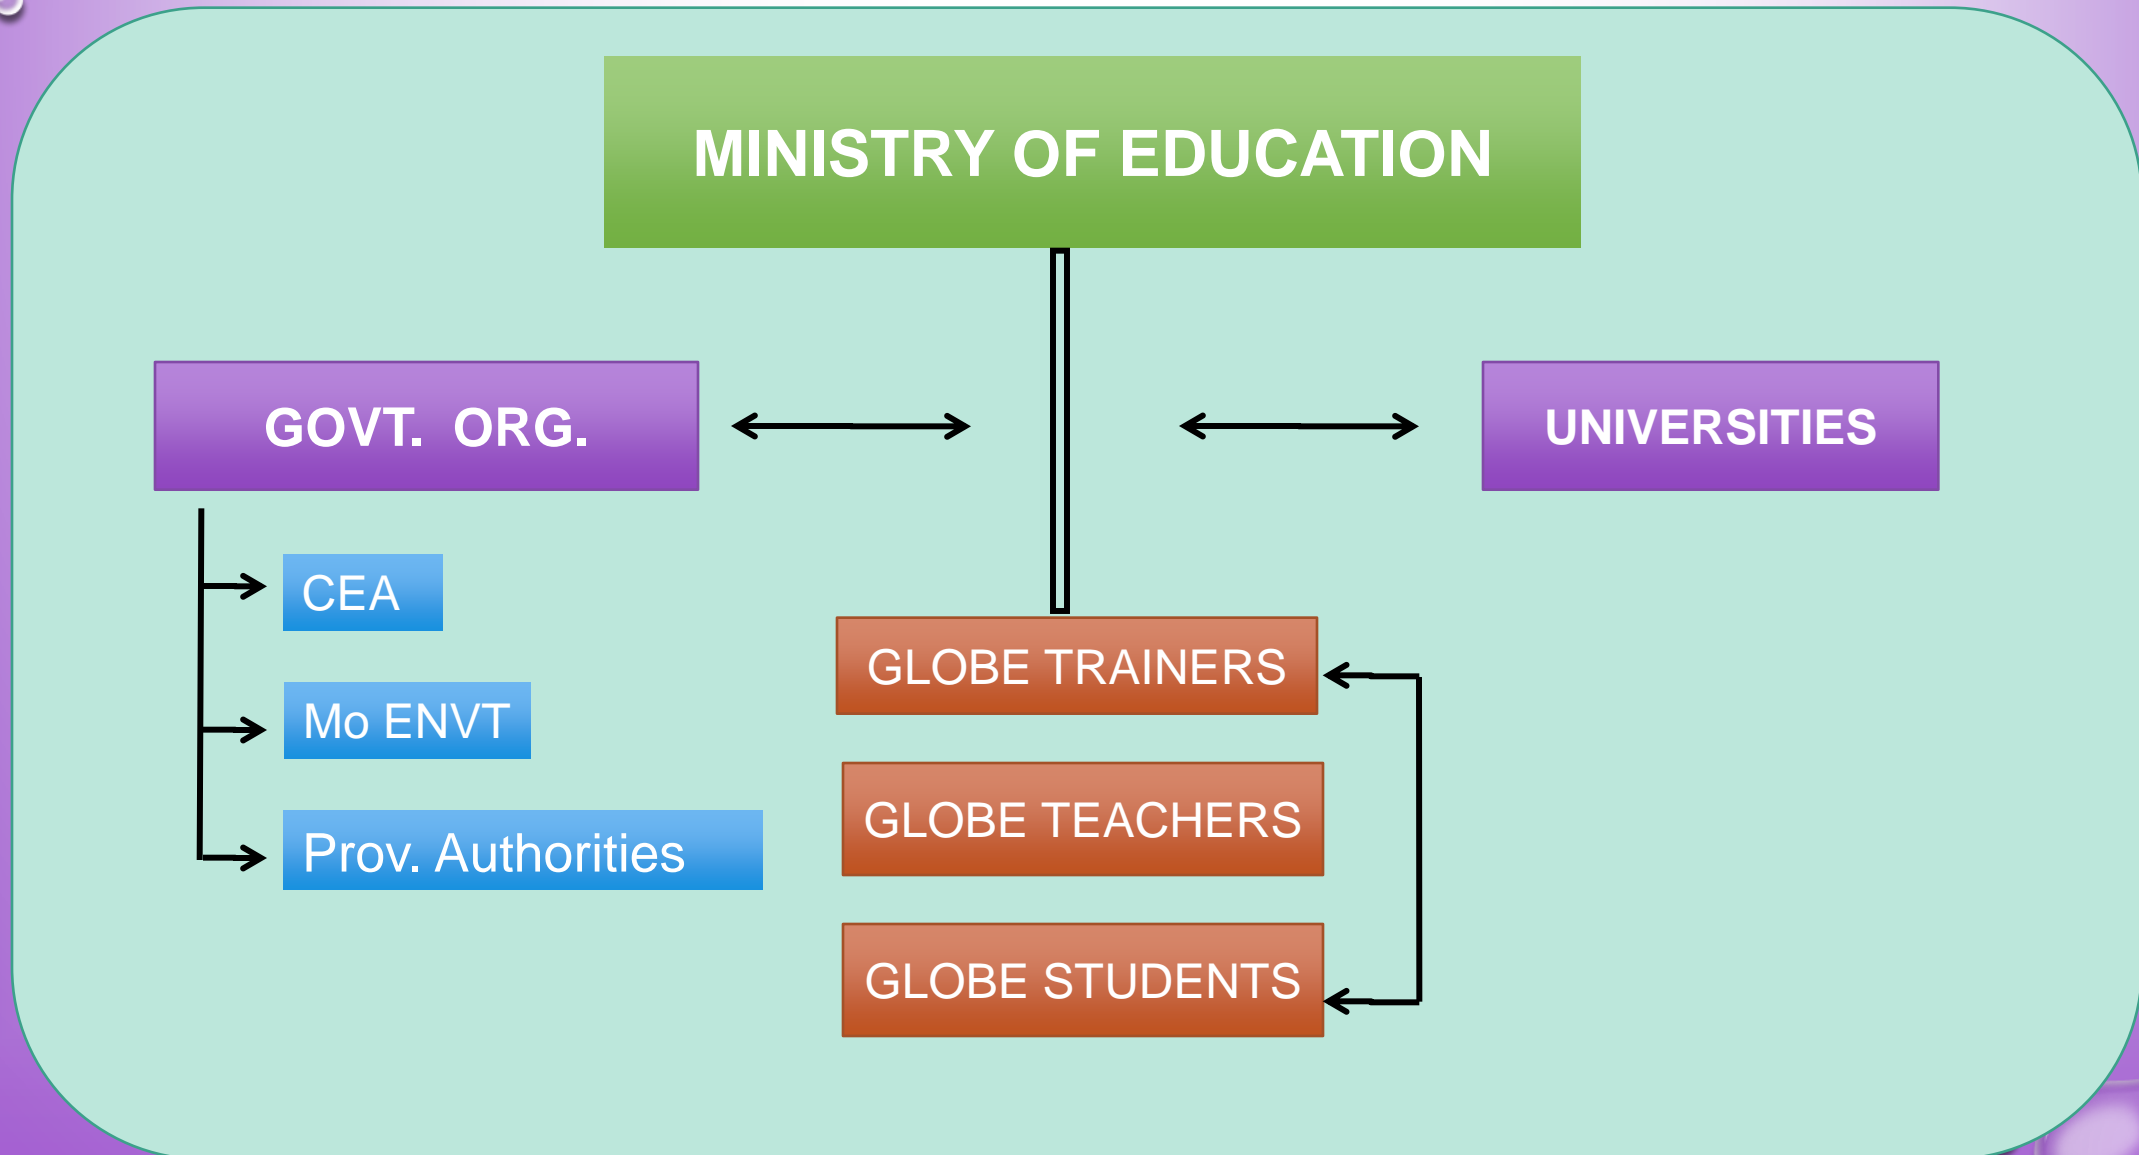 MINISTRY OF EDUCATION
GOVT. ORG.
UNIVERSITIES
CEA
Mo ENVT
Prov. Authorities
GLOBE TRAINERS
GLOBE TEACHERS
GLOBE STUDENTS